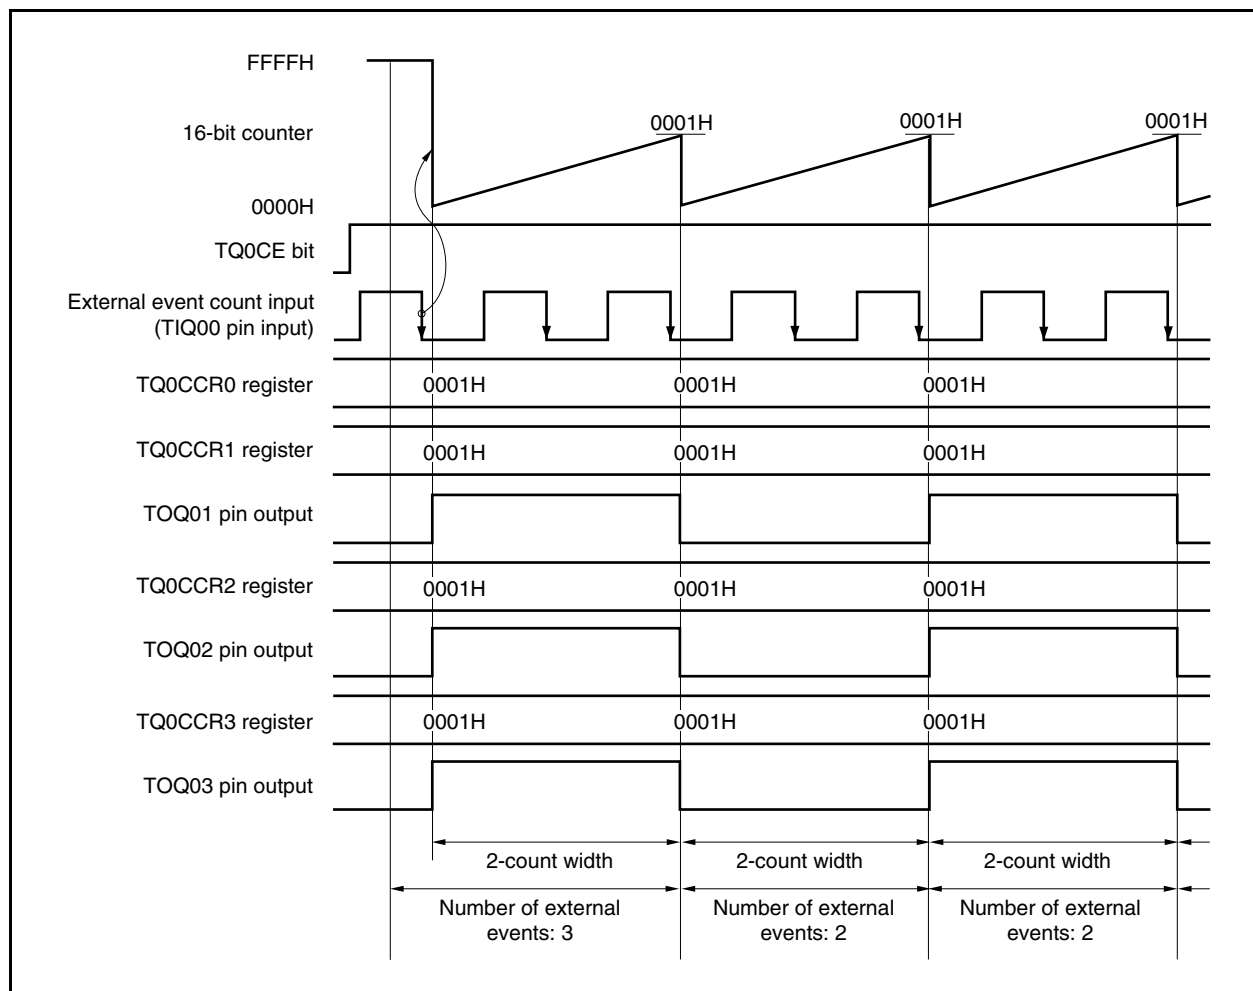 FFFFH
16-bit counter
0001H 0001H 0001H
0000H
TQ0CE bit
External event count input
(TIQ00 pin input)
TQ0CCR0 register 0001H 0001H 0001H
TQ0CCR1 register 0001H 0001H 0001H
TOQ01 pin output
TQ0CCR2 register 0001H 0001H 0001H
TOQ02 pin output
TQ0CCR3 register 0001H 0001H 0001H
TOQ03 pin output
2-count width 2-count width 2-count width
Number of external Number of external Number of external
events: 3 events: 2 events: 2